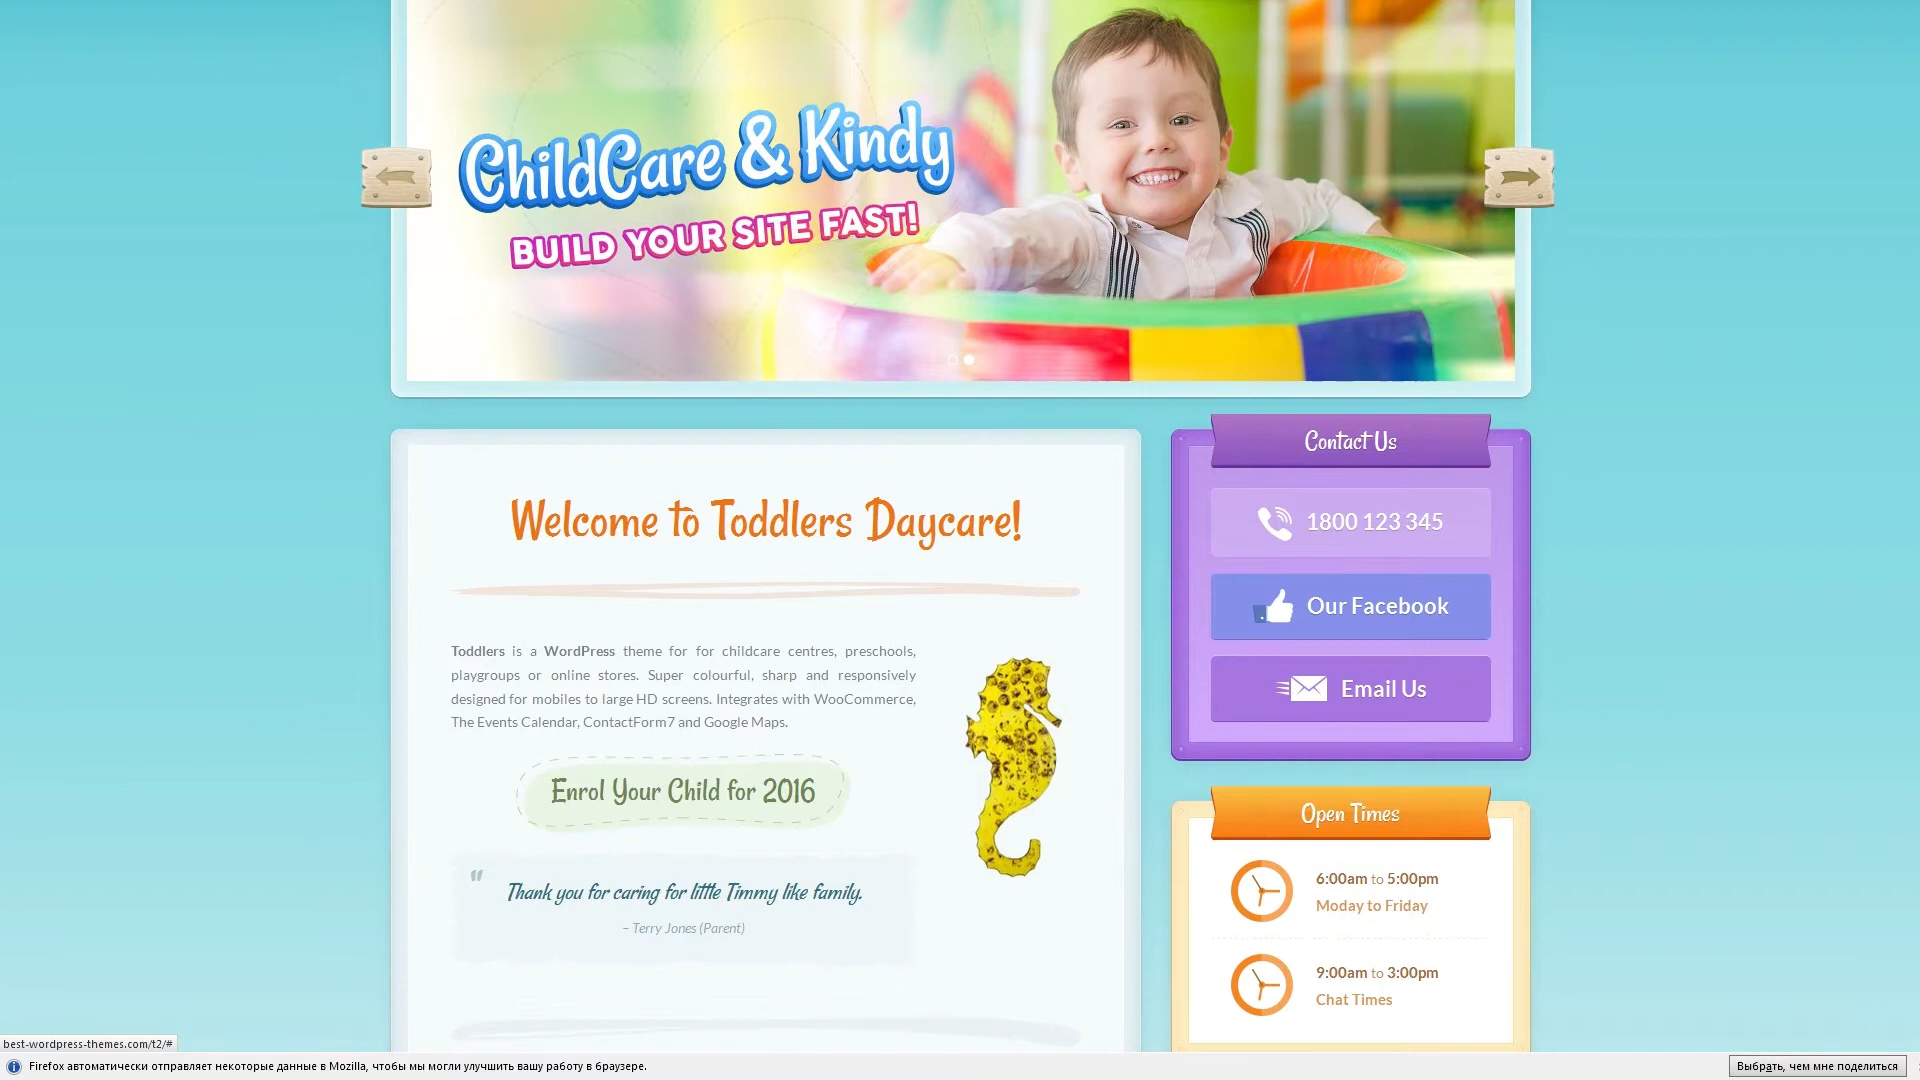 ChildCare & Kindy
BUILD YOUR SITE FAST!
Contact Us
1800 123 345
Our Facebook
Email Us
Welcome to Toddlers Daycare!
Toddlers is a WordPress theme for for childcare centres, preschools,
playgroups or online stores. Super colourful, sharp and responsively
designed for mobiles to large HD screens. Integrates with WooCommerce,
The Events Calendar, ContactForm7 and Google Maps.
Enrol Your Child for 2016
" Thank you for caring for little Timmy like family.
– Terry Jones (Parent)
Open Times
6:00am to 5:00pm
Moday to Friday
9:00am to 3:00pm
Chat Times
best-wordpress-themes.com/t2/#
Firefox автоматически отправляет некоторые данные в Mozilla, чтобы мы могли улучшить вашу работу в браузере.
Выбрать, чем мне поделиться